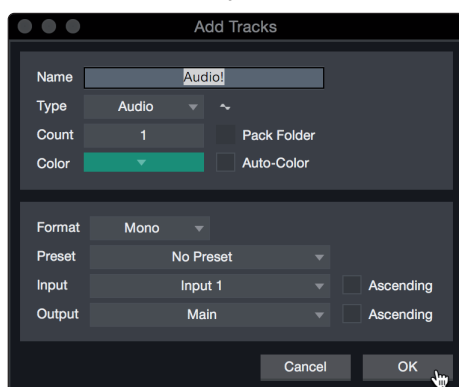 Add Tracks
Name Audio!
Type Audio
Count 1 Pack Folder
Color Auto-Color
Format Mono
Preset No Preset
Input Input 1 Ascending
Output Main Ascending
Cancel OK